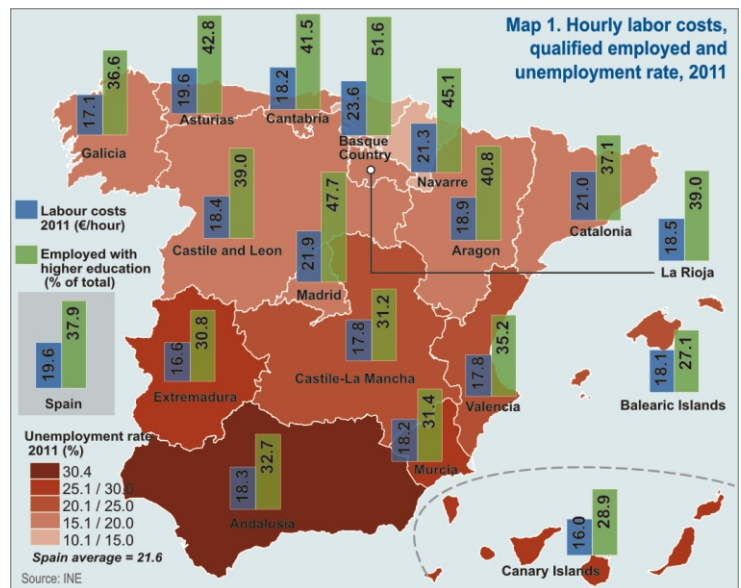 Map 1. Hourly labor costs,
qualified employed and
unemployment rate, 2011
36.6
17.1
Galicia
42.8
19.6
Asturias
41.5
18.2
Cantabria
51.6
23.6
Basque
Country
45.1
21.3
Navarre
39.0
18.4
Castile and Leon
47.7
21.9
Madrid
40.8
18.9
Aragon
37.1
21.0
Catalonia
39.0
18.5
La Rioja
Labour costs
2011 (€/hour)
Employed with
higher education
(% of total)
37.9
19.6
Spain
30.8
16.6
Extremadura
31.2
17.8
Castile-La Mancha
35.2
17.8
Valencia
27.1
18.1
Balearic Islands
31.4
18.2
Murcia
32.7
18.3
Andalusia
28.9
16.0
Canary Islands
Unemployment rate
2011 (%)
30.4
25.1 / 30.0
20.1 / 25.0
15.1 / 20.0
10.1 / 15.0
Spain average = 21.6
Source: INE